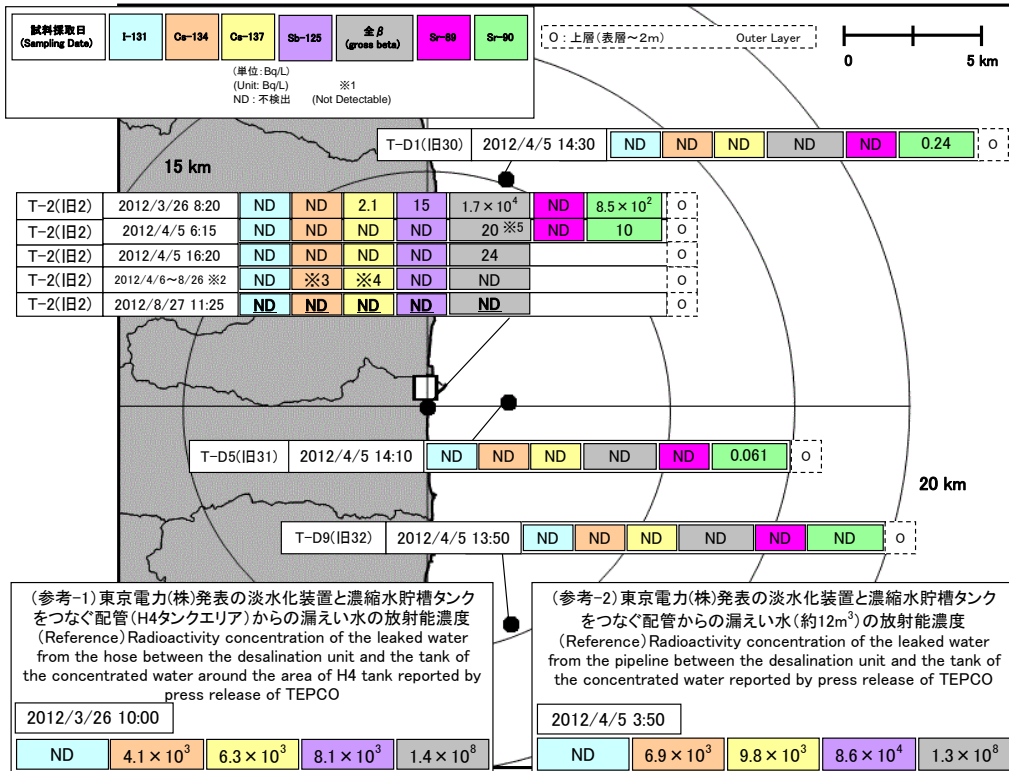 試料採取日 I-131 Cs-134 Cs-137 Sb-125 全β Sr-89 Sr-90
(Sampling Date) (gross beta)
(単位:Bq/L)
(Unit: Bq/L) ※1
ND:不検出 (Not Detectable)
O:上層(表層～2m) Outer Layer
0 5 km
T-D1(旧30) 2012/4/5 14:30 ND ND ND ND ND 0.24 O
15 km
T-2(旧2) 2012/3/26 8:20 ND ND 2.1 15 1.7×10⁴ ND 8.5×10² O
T-2(旧2) 2012/4/5 6:15 ND ND ND ND 20 ※5 ND 10 O
T-2(旧2) 2012/4/5 16:20 ND ND ND ND 24 O
T-2(旧2) 2012/4/6～8/26 ※2 ND ※3 ※4 ND ND O
T-2(旧2) 2012/8/27 11:25 ND ND ND ND ND O
T-D5(旧31) 2012/4/5 14:10 ND ND ND ND ND 0.061 O
20 km
T-D9(旧32) 2012/4/5 13:50 ND ND ND ND ND ND O
(参考-1)東京電力(株)発表の淡水化装置と濃縮水貯槽タンク
をつなぐ配管(H4タンクエリア)からの漏えい水の放射能濃度
(Reference)Radioactivity concentration of the leaked water
from the hose between the desalination unit and the tank of
the concentrated water around the area of H4 tank reported by
press release of TEPCO
2012/3/26 10:00
ND 4.1×10³ 6.3×10³ 8.1×10³ 1.4×10⁸
(参考-2)東京電力(株)発表の淡水化装置と濃縮水貯槽タンク
をつなぐ配管からの漏えい水(約12m³)の放射能濃度
(Reference)Radioactivity concentration of the leaked water
from the pipeline between the desalination unit and the tank of
the concentrated water reported by press release of TEPCO
2012/4/5 3:50
ND 6.9×10³ 9.8×10³ 8.6×10⁴ 1.3×10⁸